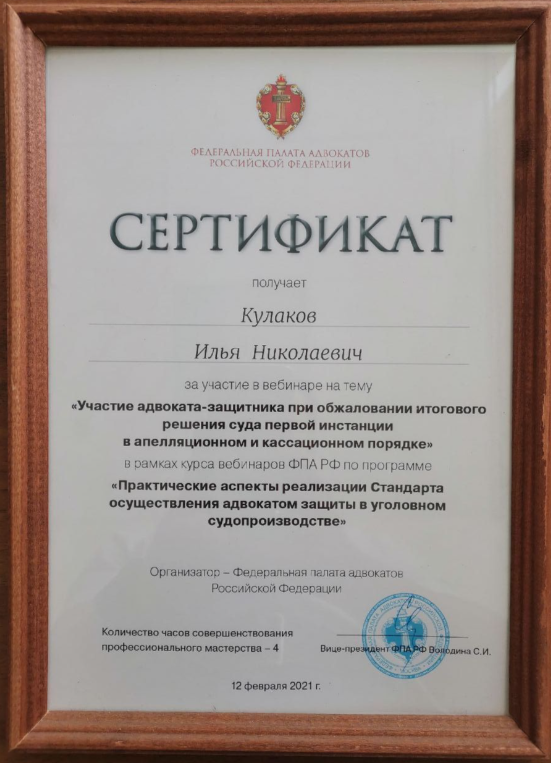 ФЕДЕРАЛЬНАЯ ПАЛАТА АДВОКАТОВ
РОССИЙСКОЙ ФЕДЕРАЦИИ
СЕРТИФИКАТ
получает
Кулаков
Илья Николаевич
за участие в вебинаре на тему
«Участие адвоката-защитника при обжаловании итогового
решения суда первой инстанции
в апелляционном и кассационном порядке»
в рамках курса вебинаров ФПА РФ по программе
«Практические аспекты реализации Стандарта
осуществления адвокатом защиты в уголовном
судопроизводстве»
Организатор – Федеральная палата адвокатов
Российской Федерации
Количество часов совершенствования
профессионального мастерства – 4
Вице-президент ФПА РФ Володина С.И.
12 февраля 2021 г.